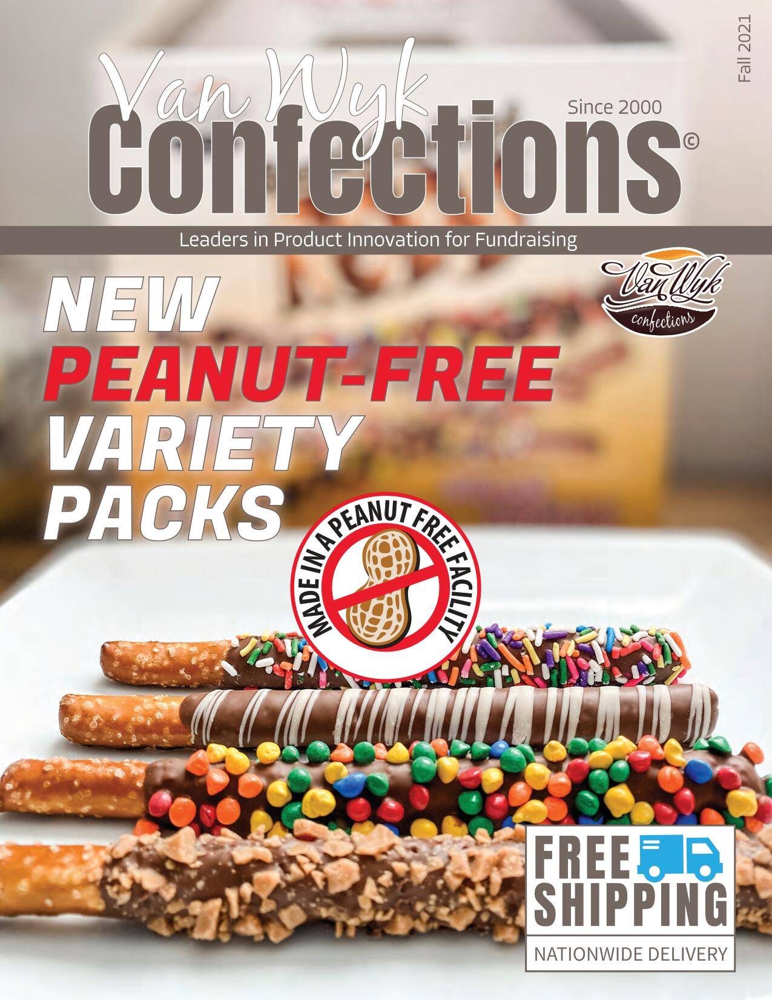 Fall 2021
Van Wyk
Since 2000
Confections©
Leaders in Product Innovation for Fundraising
Van Wyk
confections
NEW
PEANUT-FREE
VARIETY
PACKS
MADE IN A PEANUT FREE FACILITY
FREE
SHIPPING
NATIONWIDE DELIVERY